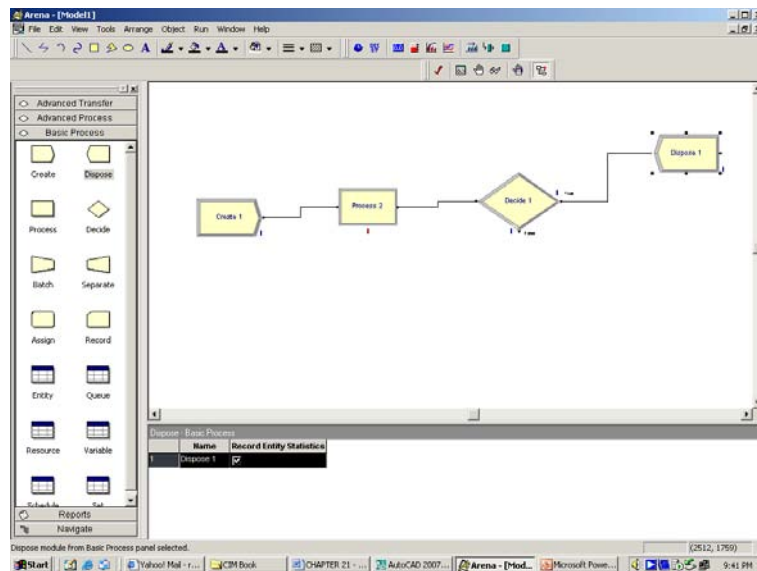 Arena - [Model1]
File Edit View Tools Arrange Object Run Window Help
Advanced Transfer
Advanced Process
Basic Process
Create Dispose
Process Decide
Batch Separate
Assign Record
Entity Queue
Resource Variable
Schedule Set
Reports
Navigate
Create 1
Process 2
Decide 1
Dispose 1
True
False
Dispose - Basic Process
Name Record Entity Statistics
1 Dispose 1
Dispose module from Basic Process panel selected.
(2512, 1759)
Start Yahoo! Mail - r... CIM Book CHAPTER 21 - ... AutoCAD 2007... Arena - [Mod... Microsoft Powe... 9:41 PM